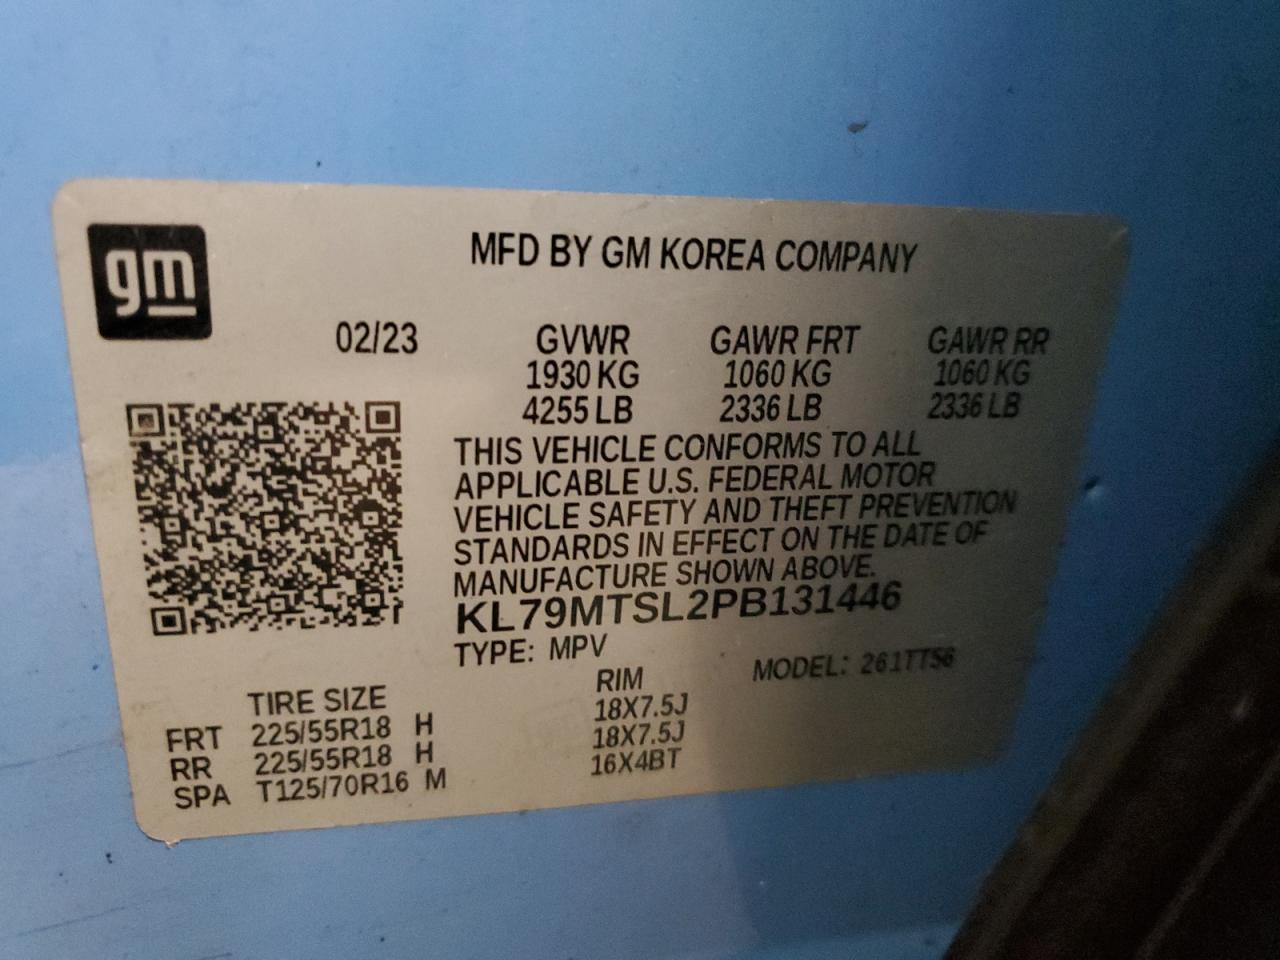 gm
MFD BY GM KOREA COMPANY
02/23 GVWR GAWR FRT GAWR RR
1930 KG 1060 KG 1060 KG
4255 LB 2336 LB 2336 LB
THIS VEHICLE CONFORMS TO ALL
APPLICABLE U.S. FEDERAL MOTOR
VEHICLE SAFETY AND THEFT PREVENTION
STANDARDS IN EFFECT ON THE DATE OF
MANUFACTURE SHOWN ABOVE.
KL79MTSL2PB131446
TYPE: MPV MODEL: 261TT56
TIRE SIZE RIM
FRT 225/55R18 H 18X7.5J
RR 225/55R18 H 18X7.5J
SPA T125/70R16 M 16X4BT